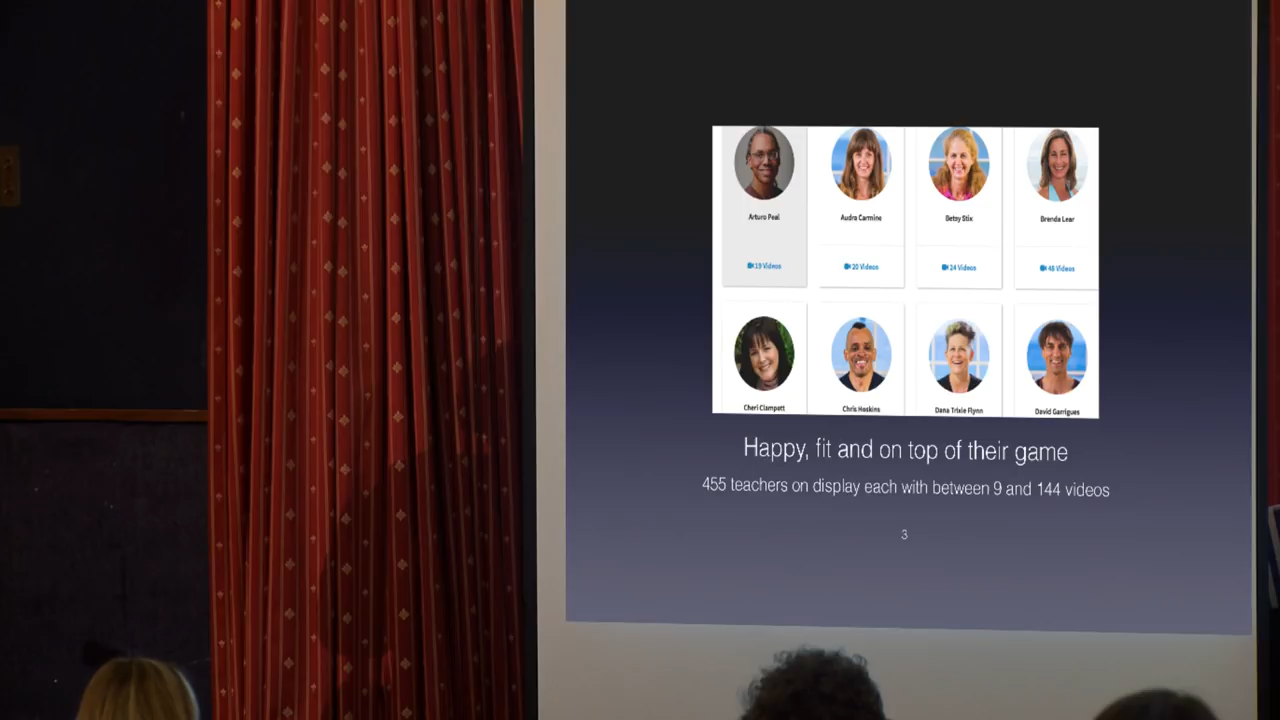 Arturo Peal
Audra Carmine
Betsy Stix
Brenda Lear
19 Videos
20 Videos
24 Videos
46 Videos
Cheri Clampett
Chris Hoskins
Dana Trixie Flynn
David Garrigues
Happy, fit and on top of their game
455 teachers on display each with between 9 and 144 videos
3